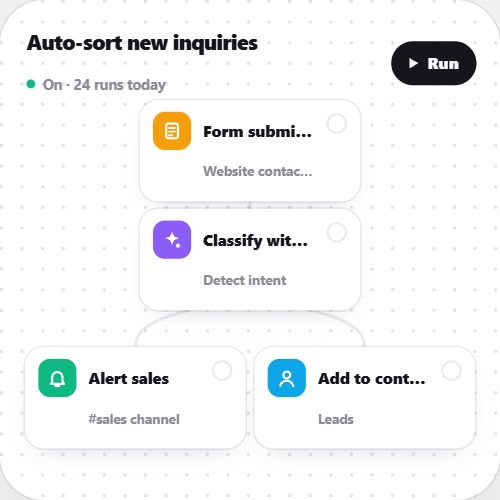 Auto-sort new inquiries
On · 24 runs today
Run
Form submi...
Website contac...
Classify wit...
Detect intent
Alert sales
#sales channel
Add to cont...
Leads